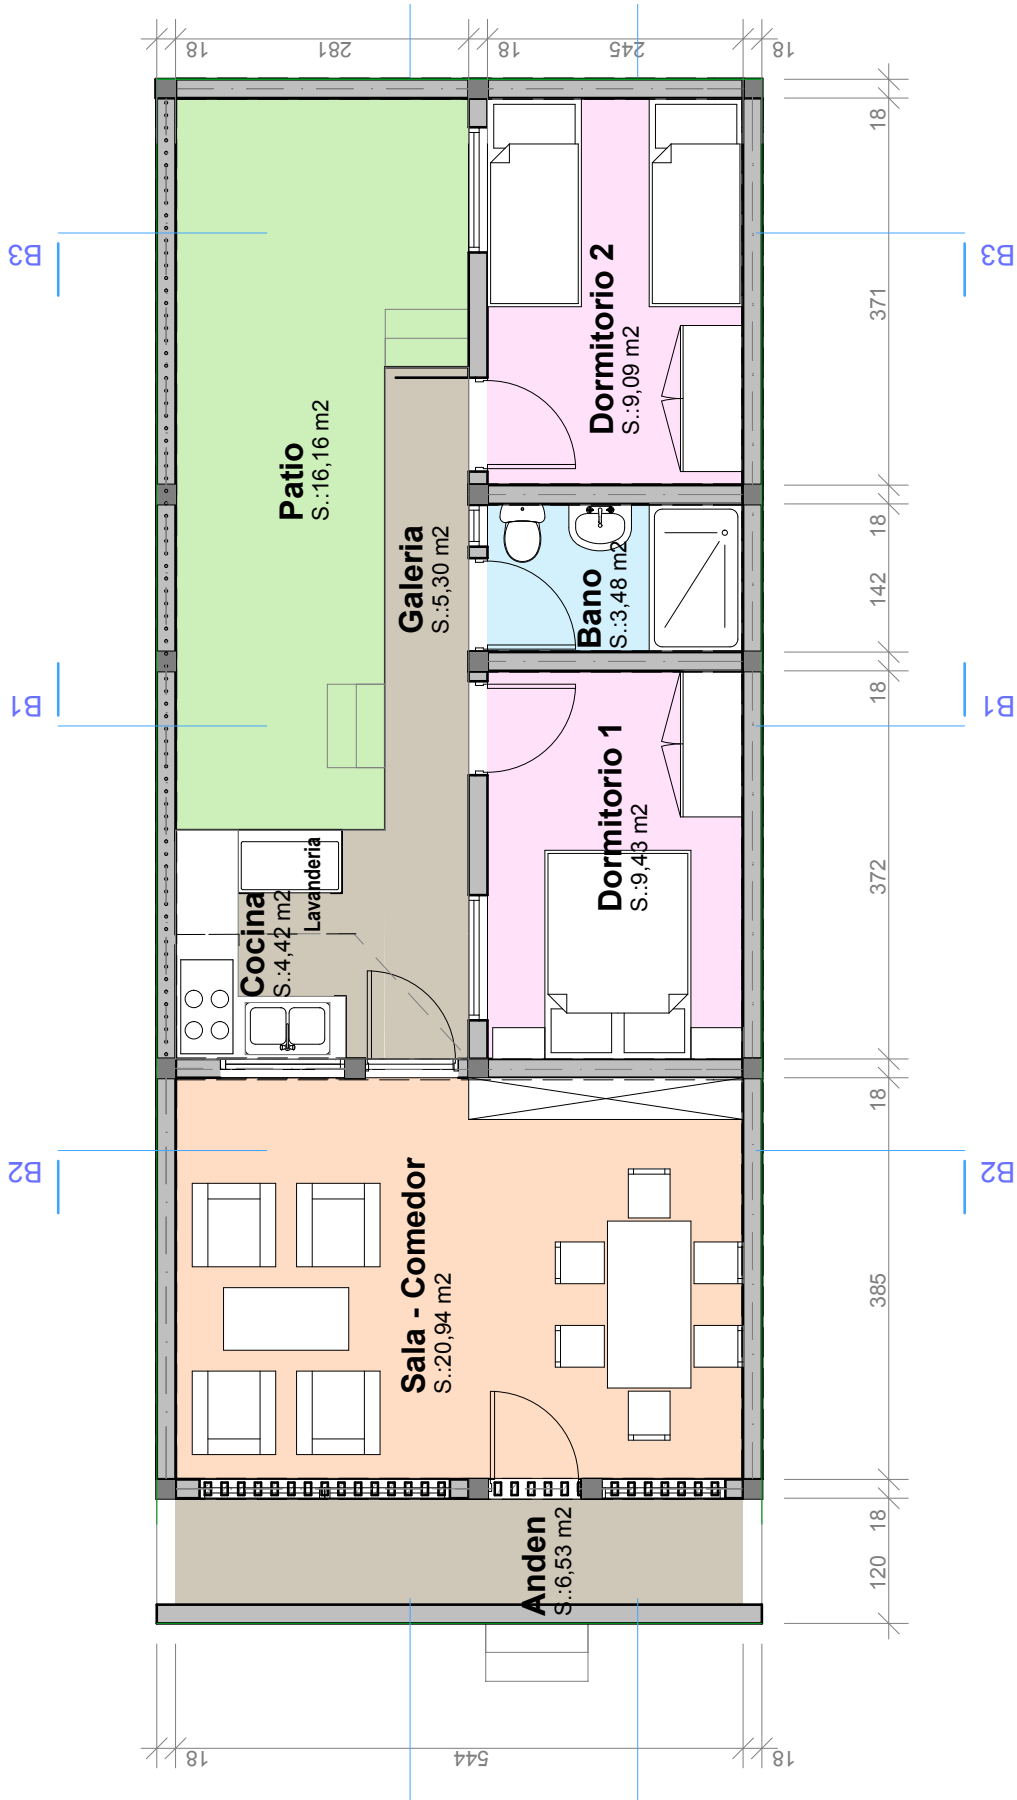 18
281
18
245
18
18
B3
B3
371
Dormitorio 2
S.:9,09 m2
Patio
S.:16,16 m2
Galeria
S.:5,30 m2
18
Bano
S.:3,48 m2
142
B1
B1
18
Dormitorio 1
S.:9,43 m2
Lavanderia
Cocina
S.:4,42 m2
372
18
B2
B2
Sala - Comedor
S.:20,94 m2
385
18
Anden
S.:6,53 m2
120
18
544
18